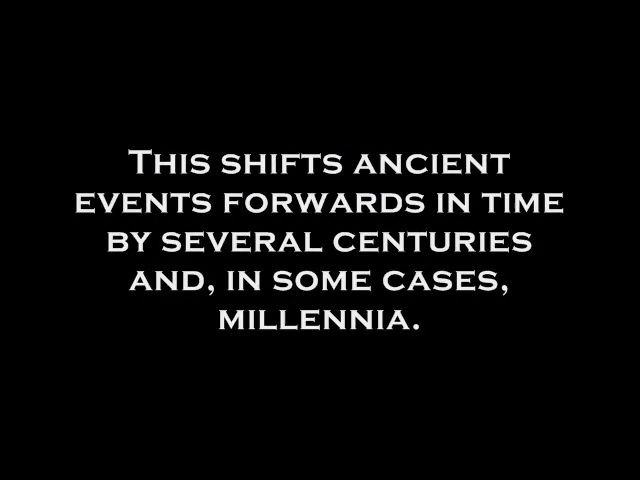 This shifts ancient
events forwards in time
by several centuries
and, in some cases,
millennia.